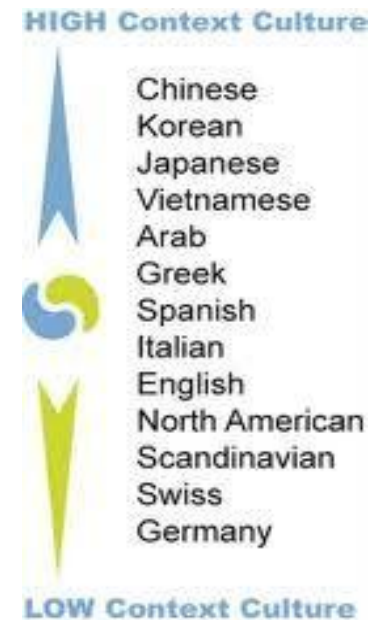 HIGH Context Culture
Chinese
Korean
Japanese
Vietnamese
Arab
Greek
Spanish
Italian
English
North American
Scandinavian
Swiss
Germany
LOW Context Culture